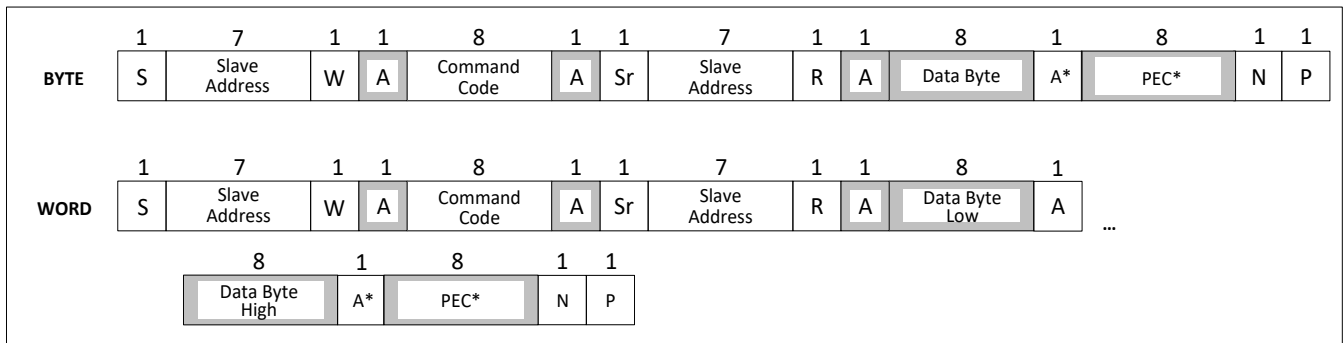 1 7 1 1 8 1 1 7 1 1 8 1 8 1 1
BYTE S Slave Address W A Command Code A Sr Slave Address R A Data Byte A* PEC* N P
1 7 1 1 8 1 1 7 1 1 8 1
WORD S Slave Address W A Command Code A Sr Slave Address R A Data Byte Low A ...
8 1 8 1 1
Data Byte High A* PEC* N P